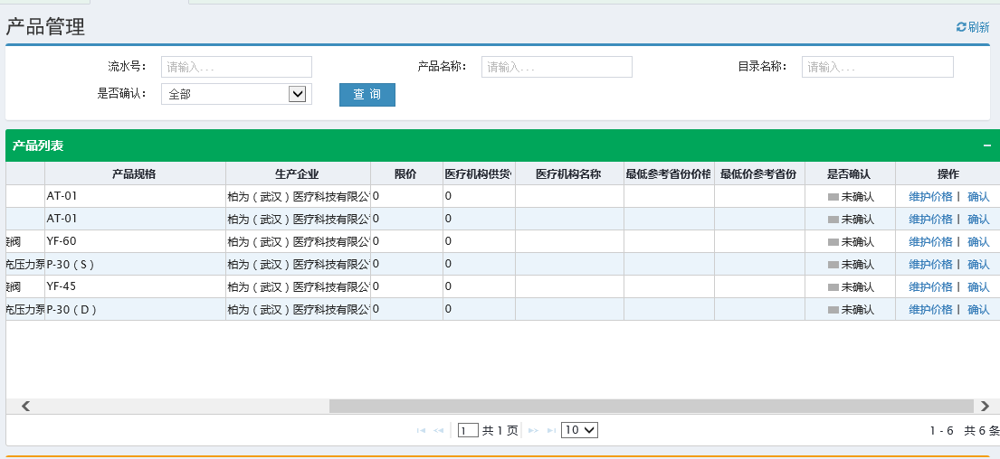 产品管理
刷新
流水号： 请输入... 产品名称： 请输入... 目录名称： 请输入...
是否确认： 全部 查 询
产品列表
产品规格 生产企业 限价 医疗机构供货 医疗机构名称 最低参考省份价格 最低价参考省份 是否确认 操作
AT-01 柏为（武汉）医疗科技有限公 0 0 未确认 维护价格 | 确认
AT-01 柏为（武汉）医疗科技有限公 0 0 未确认 维护价格 | 确认
接阀 YF-60 柏为（武汉）医疗科技有限公 0 0 未确认 维护价格 | 确认
充压力泵 P-30（S） 柏为（武汉）医疗科技有限公 0 0 未确认 维护价格 | 确认
接阀 YF-45 柏为（武汉）医疗科技有限公 0 0 未确认 维护价格 | 确认
充压力泵 P-30（D） 柏为（武汉）医疗科技有限公 0 0 未确认 维护价格 | 确认
1 共 1 页 10 1 - 6 共 6 条